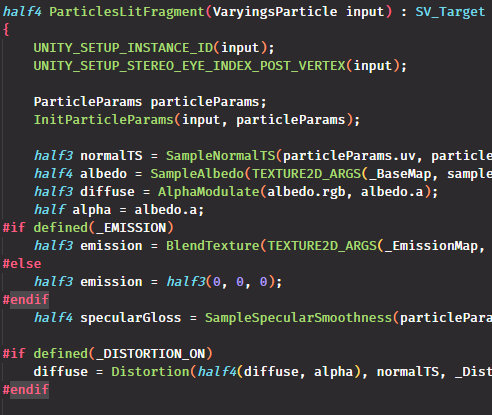 half4 ParticlesLitFragment(VaryingsParticle input) : SV_Target
{
    UNITY_SETUP_INSTANCE_ID(input);
    UNITY_SETUP_STEREO_EYE_INDEX_POST_VERTEX(input);

    ParticleParams particleParams;
    InitParticleParams(input, particleParams);

    half3 normalTS = SampleNormalTS(particleParams.uv, particle
    half4 albedo = SampleAlbedo(TEXTURE2D_ARGS(_BaseMap, sample
    half3 diffuse = AlphaModulate(albedo.rgb, albedo.a);
    half alpha = albedo.a;
#if defined(_EMISSION)
    half3 emission = BlendTexture(TEXTURE2D_ARGS(_EmissionMap,
#else
    half3 emission = half3(0, 0, 0);
#endif
    half4 specularGloss = SampleSpecularSmoothness(particlePara

#if defined(_DISTORTION_ON)
    diffuse = Distortion(half4(diffuse, alpha), normalTS, _Dist
#endif